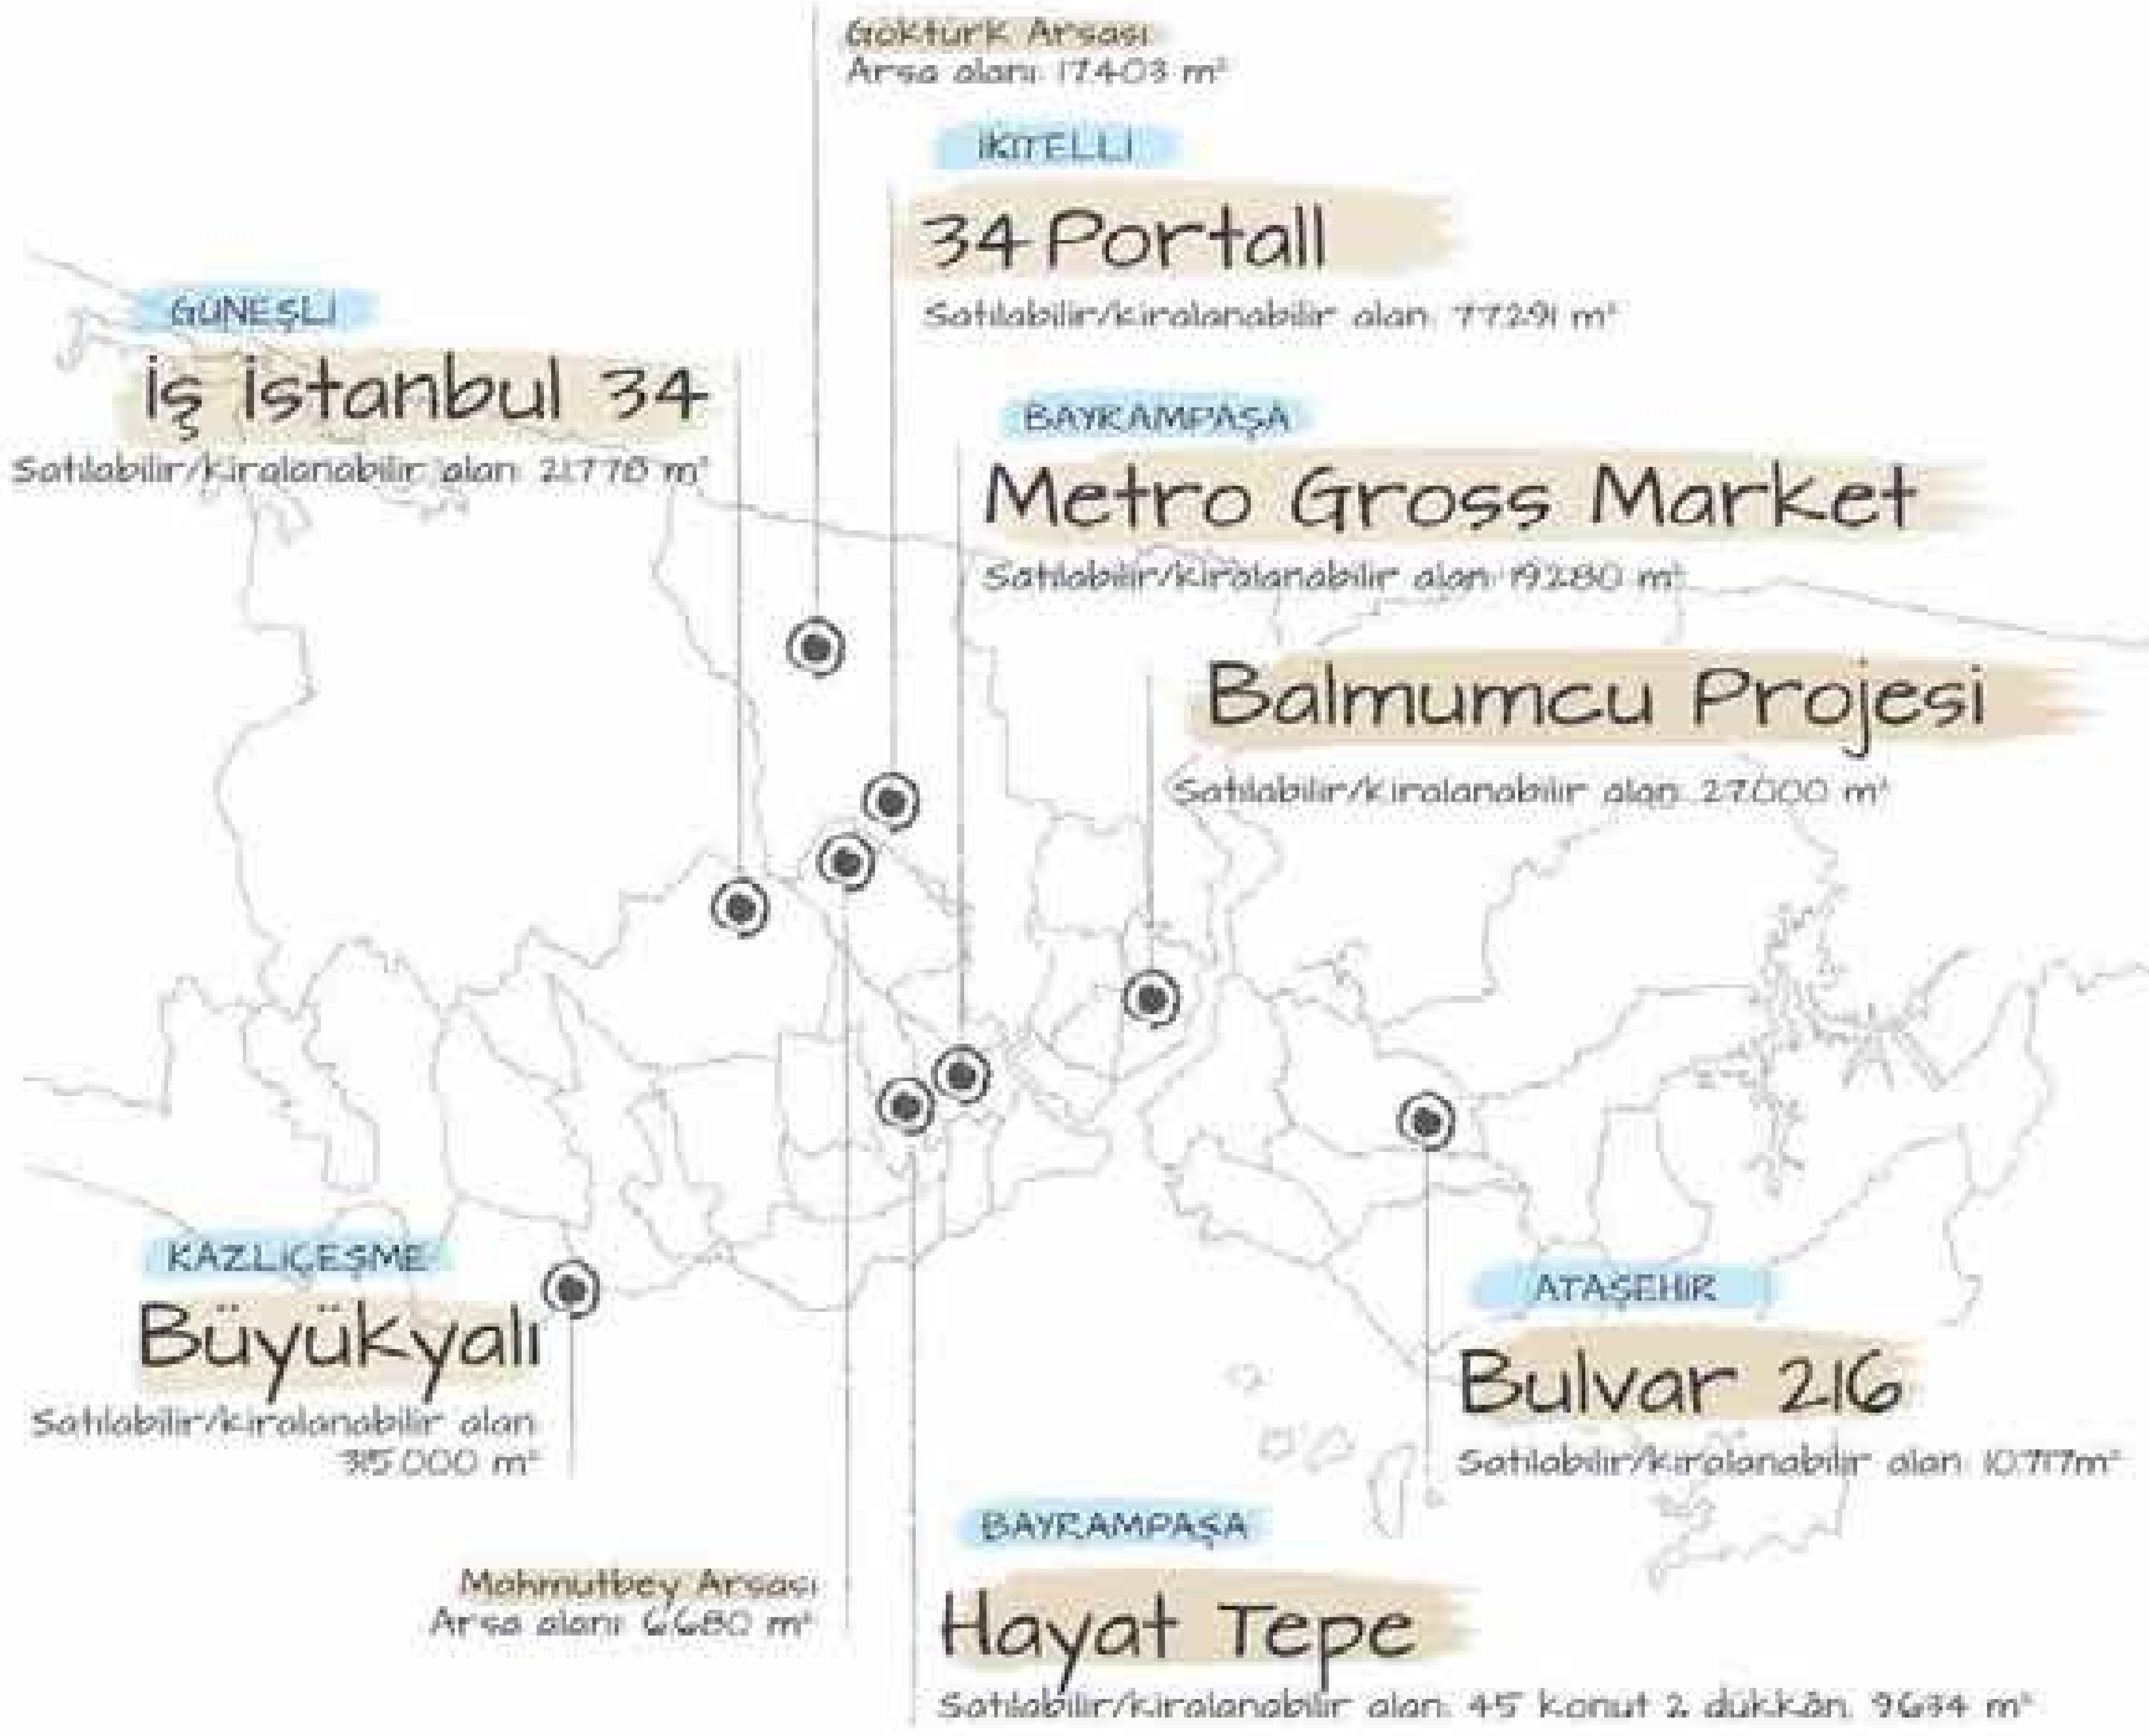 Göktürk Arsası
Arsa alanı: 17.403 m²
İKİTELLİ
34 Portall
Satılabilir/kiralanabilir alan: 77.291 m²
GÜNEŞLİ
İş İstanbul 34
Satılabilir/kiralanabilir alan: 21.778 m²
BAYRAMPAŞA
Metro Gross Market
Satılabilir/kiralanabilir alan: 19.280 m²
Balmumcu Projesi
Satılabilir/kiralanabilir alan: 27.000 m²
KAZLIÇEŞME
Büyükyalı
Satılabilir/kiralanabilir alan
315.000 m²
ATAŞEHİR
Bulvar 216
Satılabilir/kiralanabilir alan: 10.717m²
Mahmutbey Arsası
Arsa alanı: 6.680 m²
BAYRAMPAŞA
Hayat Tepe
Satılabilir/kiralanabilir alan: 45 konut 2 dükkân, 9.634 m²